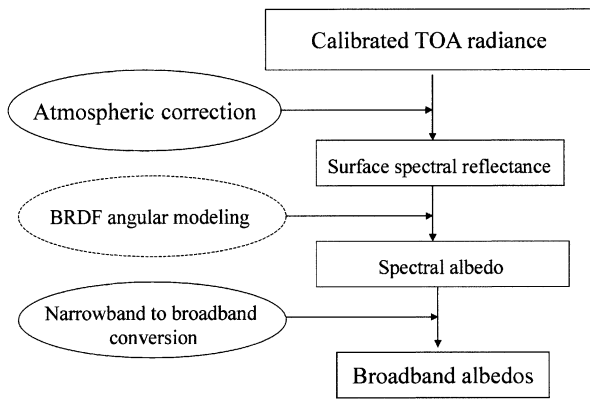 Calibrated TOA radiance
Atmospheric correction
Surface spectral reflectance
BRDF angular modeling
Spectral albedo
Narrowband to broadband
conversion
Broadband albedos